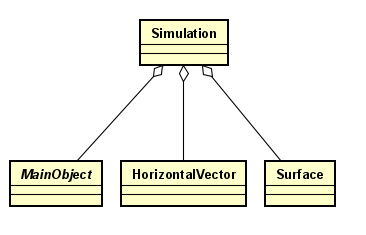 Simulation
MainObject
HorizontalVector
Surface